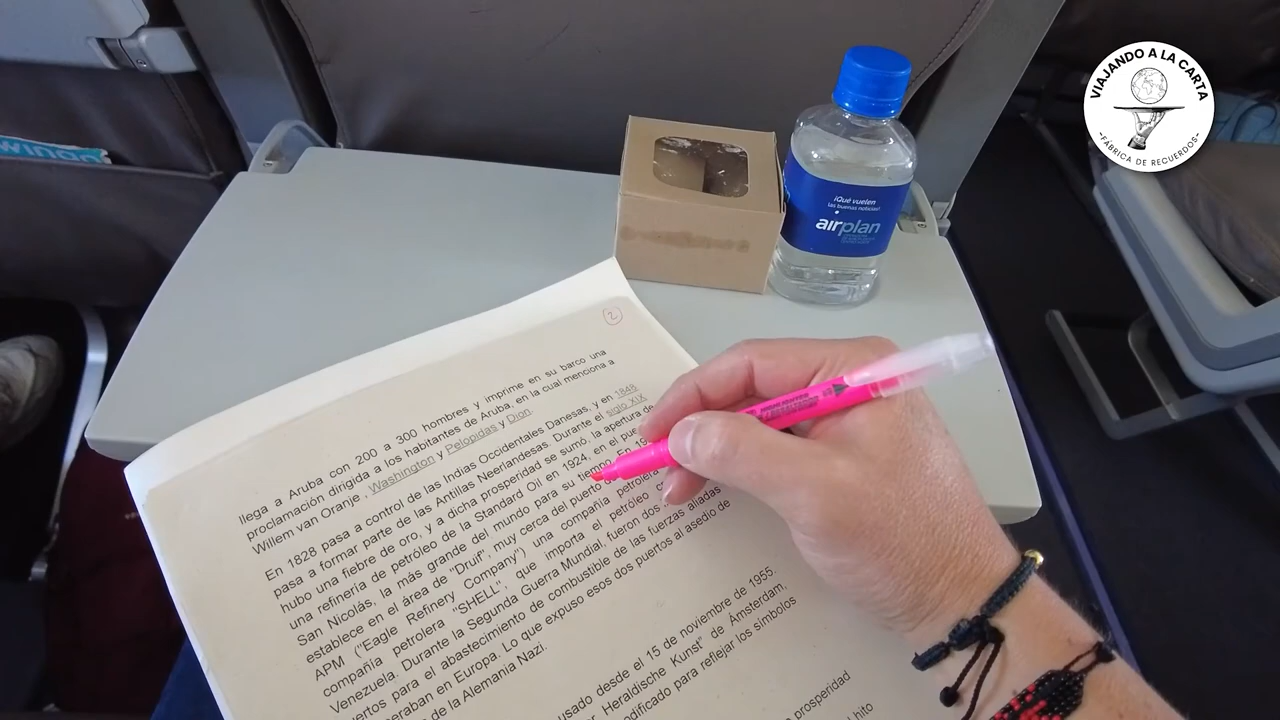 VIAJANDO A LA CARTA
-FÁBRICA DE RECUERDOS-
wingo
¡Qué vuelen
las buenas noticias!
airplan
2
llega a Aruba con 200 a 300 hombres y imprime en su barco una
proclamación dirigida a los habitantes de Aruba, en la cual menciona a
Willem van Oranje , Washington y Pelopidas y Dion.
En 1828 pasa a control de las Indias Occidentales Danesas, y en 1848
pasa a formar parte de las Antillas Neerlandesas. Durante el siglo XIX
hubo una fiebre de oro, y a dicha prosperidad se sumó, la apertura de
una refinería de petróleo de la Standard Oil en 1924, en el
San Nicolás, la más grande del mundo para su tiempo. En
establece en el área de "Druif", muy cerca del puerto
APM ("Eagle Refinery Company") una compañía petrolera
compañía petrolera "SHELL", que importa el petróleo
Venezuela. Durante la Segunda Guerra Mundial, fueron dos
para el abastecimiento de combustible de las fuerzas aliadas
en Europa. Lo que expuso esos dos puertos al asedio de
de la Alemania Nazi.
usado desde el 15 de noviembre de 1955.
Heraldische Kunst" de Ámsterdam,
para reflejar los símbolos
prosperidad
hito